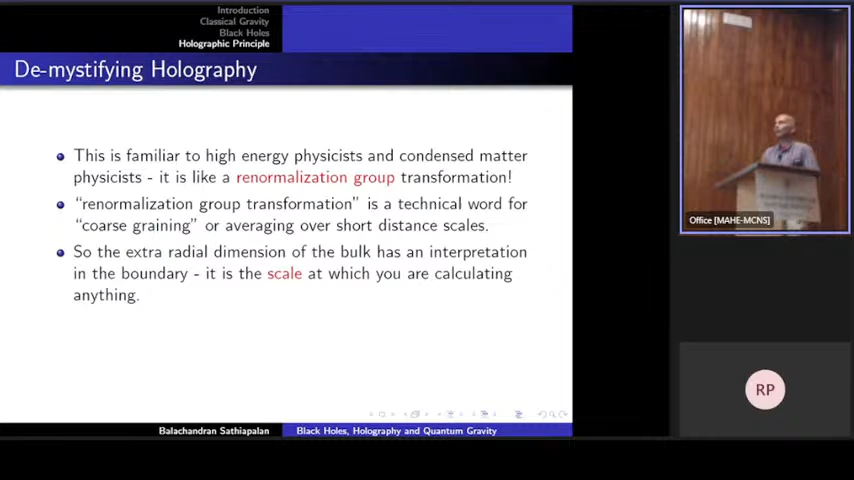 Introduction
Classical Gravity
Black Holes
Holographic Principle
De-mystifying Holography
This is familiar to high energy physicists and condensed matter
physicists - it is like a renormalization group transformation!
“renormalization group transformation” is a technical word for
“coarse graining” or averaging over short distance scales.
So the extra radial dimension of the bulk has an interpretation
in the boundary - it is the scale at which you are calculating
anything.
Balachandran Sathiapalan
Black Holes, Holography and Quantum Gravity
Office [MAHE-MCNS]
RP